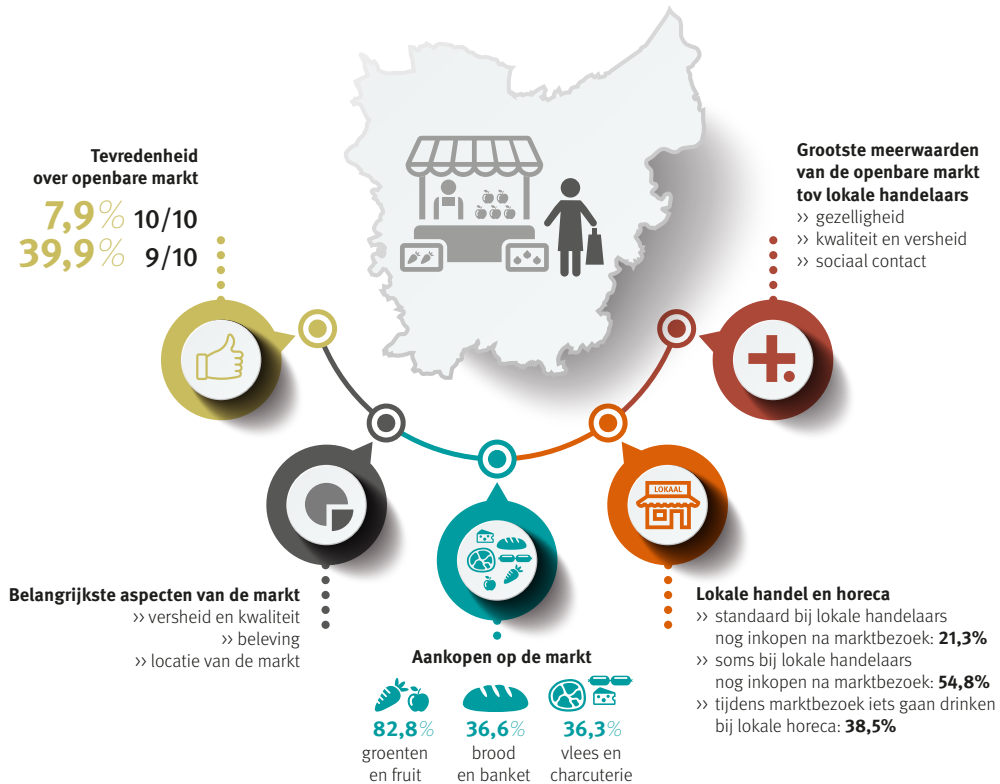 Tevredenheid
over openbare markt
7,9% 10/10
39,9% 9/10
Grootste meerwaarden
van de openbare markt
tov lokale handelaars
›› gezelligheid
›› kwaliteit en versheid
›› sociaal contact
Belangrijkste aspecten van de markt
›› versheid en kwaliteit
›› beleving
›› locatie van de markt
Aankopen op de markt
82,8%
groenten
en fruit
36,6%
brood
en banket
36,3%
vlees en
charcuterie
LOKAAL
Lokale handel en horeca
›› standaard bij lokale handelaars
nog inkopen na marktbezoek: 21,3%
›› soms bij lokale handelaars
nog inkopen na marktbezoek: 54,8%
›› tijdens marktbezoek iets gaan drinken
bij lokale horeca: 38,5%